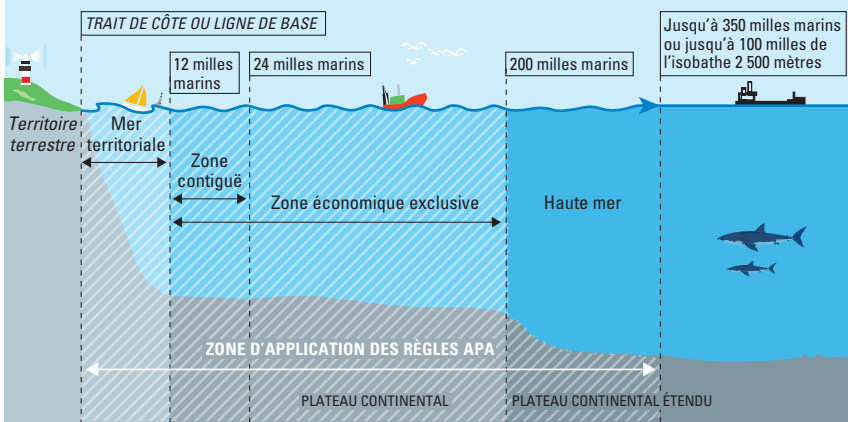 TRAIT DE CÔTE OU LIGNE DE BASE
12 milles
marins
24 milles marins
200 milles marins
Jusqu'à 350 milles marins
ou jusqu'à 100 milles de
l'isobathe 2 500 mètres
Territoire
terrestre
Mer
territoriale
Zone
contiguë
Zone économique exclusive
Haute mer
ZONE D'APPLICATION DES RÈGLES APA
PLATEAU CONTINENTAL
PLATEAU CONTINENTAL ÉTENDU